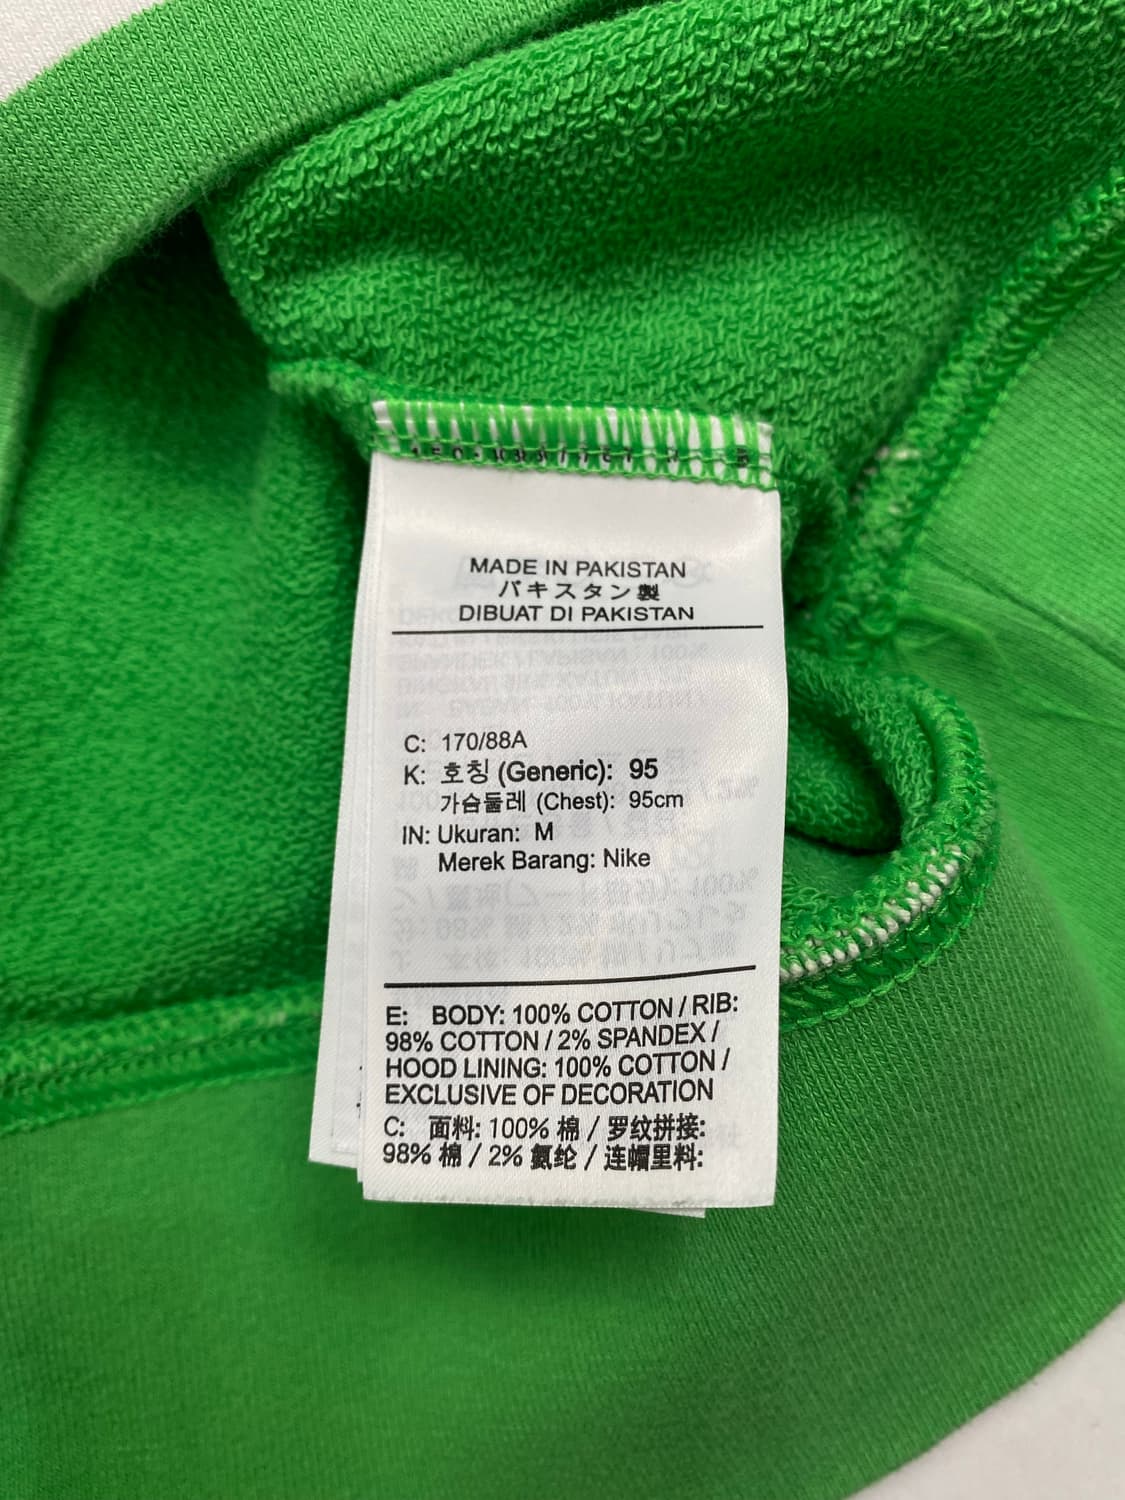 MADE IN PAKISTAN
パキスタン製
DIBUAT DI PAKISTAN
C: 170/88A
K: 호칭 (Generic): 95
가슴둘레 (Chest): 95cm
IN: Ukuran: M
Merek Barang: Nike
E: BODY: 100% COTTON / RIB:
98% COTTON / 2% SPANDEX /
HOOD LINING: 100% COTTON /
EXCLUSIVE OF DECORATION
C: 面料: 100% 棉 / 罗纹拼接:
98% 棉 / 2% 氨纶 / 连帽里料: